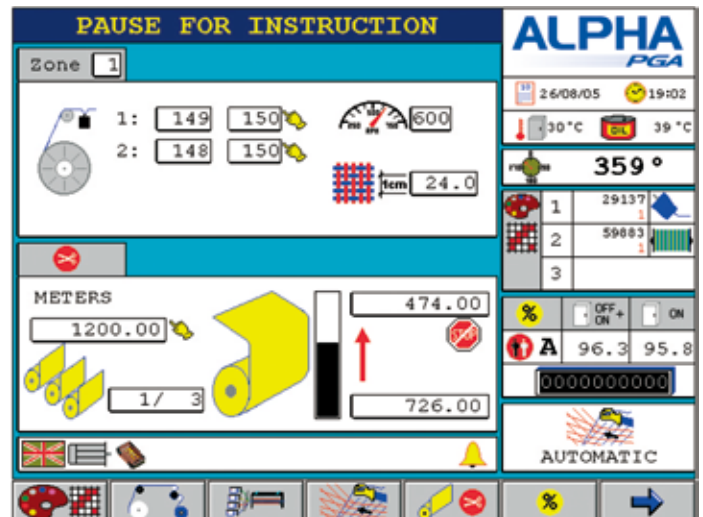 PAUSE FOR INSTRUCTION
Zone 1
1: 149 150 600
2: 148 150
1cm 24.0
METERS
1200.00
474.00
STOP
1/ 3
726.00
ALPHA
PGA
26/08/05 19:02
30°C OIL 39°C
359°
1 29137
1
2 59883
1
3
% OFF ON + ON
A 96.3 95.8
0000000000
AUTOMATIC
%